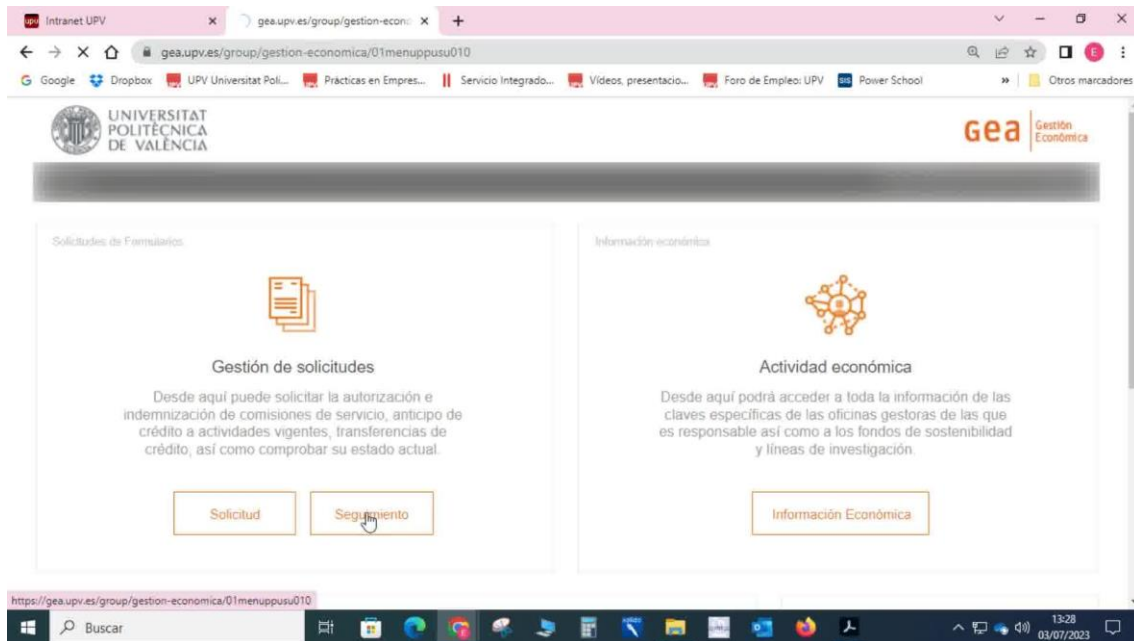 Intranet UPV
gea.upv.es/group/gestion-econo
gea.upv.es/group/gestion-economica/01menuppusu010
E
Google
Dropbox
UPV Universitat Poli...
Prácticas en Empres...
Servicio Integrado...
Vídeos, presentacio...
Foro de Empleo: UPV
SIS
Power School
»
Otros marcadores
UNIVERSITAT
POLITÈCNICA
DE VALÈNCIA
Gea
Gestión
Económica
Solicitudes de Formularios
Gestión de solicitudes
Desde aquí puede solicitar la autorización e
indemnización de comisiones de servicio, anticipo de
crédito a actividades vigentes, transferencias de
crédito, así como comprobar su estado actual.
Solicitud
Seguimiento
Información económica
Actividad económica
Desde aquí podrá acceder a toda la información de las
claves específicas de las oficinas gestoras de las que
es responsable así como a los fondos de sostenibilidad
y líneas de investigación.
Información Económica
https://gea.upv.es/group/gestion-economica/01menuppusu010
Buscar
13:28
03/07/2023